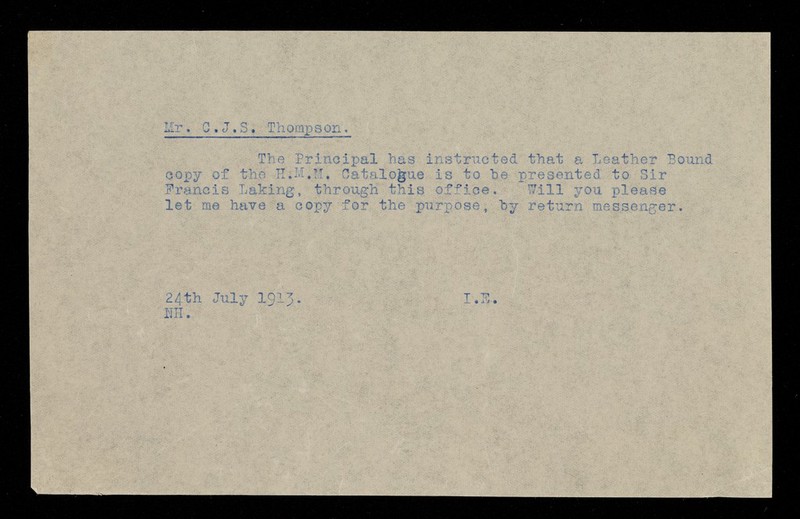 Mr. C.J.S. Thompson.
The Principal has instructed that a Leather Bound
copy of the H.M.M. Catalogue is to be presented to Sir
Francis Laking, through this office. Will you please
let me have a copy for the purpose, by return messenger.
24th July 1913. I.E.
NH.